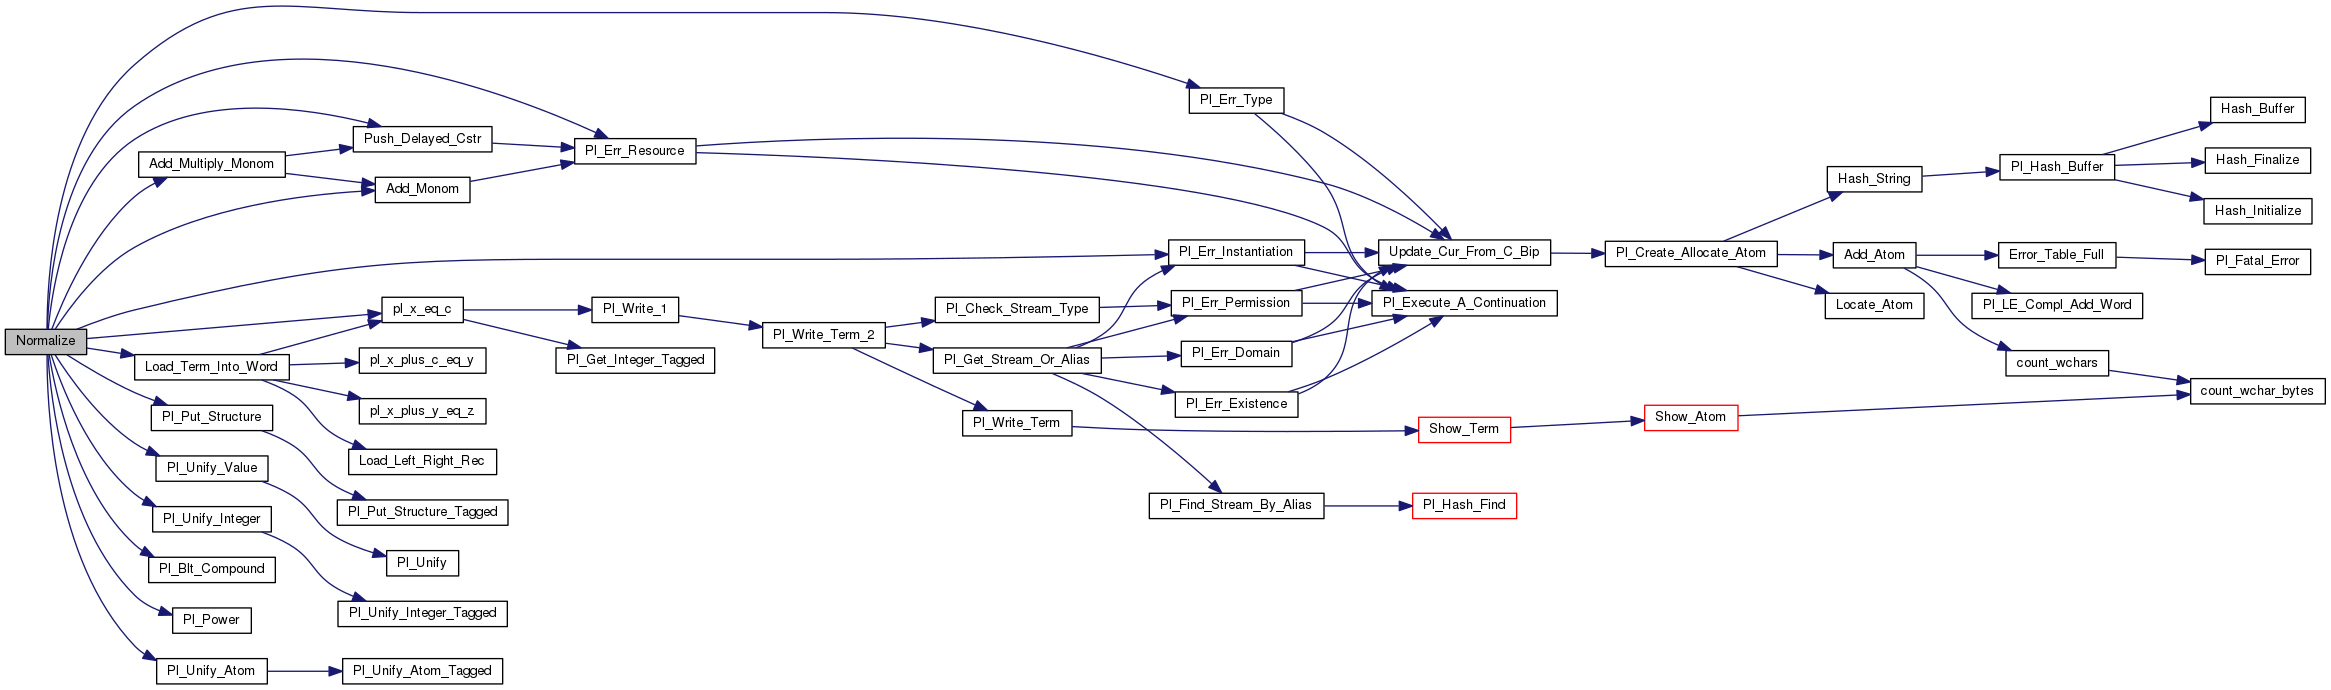 Normalize
Add_Multiply_Monom
Push_Delayed_Cstr
Add_Monom
Pl_Err_Resource
Pl_Err_Type
Pl_Err_Instantiation
pl_x_eq_c
Load_Term_Into_Word
pl_x_plus_c_eq_y
pl_x_plus_y_eq_z
Load_Left_Right_Rec
Pl_Put_Structure
Pl_Put_Structure_Tagged
Pl_Unify_Value
Pl_Unify
Pl_Unify_Integer
Pl_Unify_Integer_Tagged
Pl_Blt_Compound
Pl_Power
Pl_Unify_Atom
Pl_Unify_Atom_Tagged
Pl_Write_1
Pl_Get_Integer_Tagged
Pl_Write_Term_2
Pl_Check_Stream_Type
Pl_Get_Stream_Or_Alias
Pl_Write_Term
Pl_Err_Permission
Pl_Err_Domain
Pl_Err_Existence
Pl_Find_Stream_By_Alias
Update_Cur_From_C_Bip
Pl_Execute_A_Continuation
Show_Term
Pl_Hash_Find
Show_Atom
Pl_Create_Allocate_Atom
Hash_String
Add_Atom
Locate_Atom
Pl_Hash_Buffer
Error_Table_Full
Pl_LE_Compl_Add_Word
count_wchars
Hash_Buffer
Hash_Finalize
Hash_Initialize
Pl_Fatal_Error
count_wchar_bytes